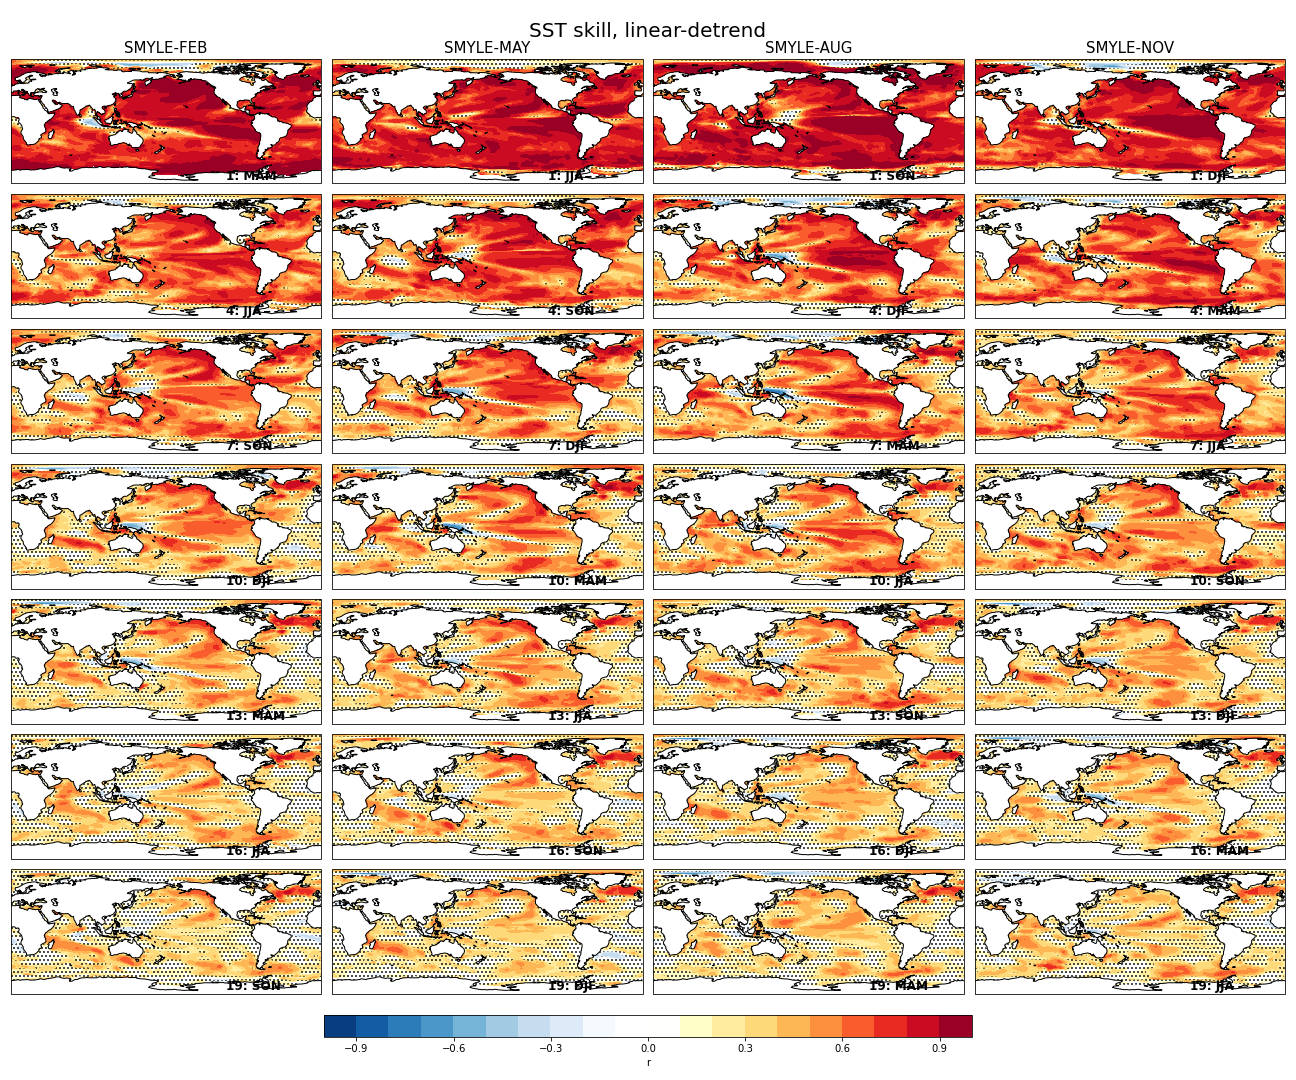 SST skill, linear-detrend
SMYLE-FEB SMYLE-MAY SMYLE-AUG SMYLE-NOV
1: MAM 1: JJA 1: SON 1: DJF
4: JJA 4: SON 4: DJF 4: MAM
7: SON 7: DJF 7: MAM 7: JJA
10: DJF 10: MAM 10: JJA 10: SON
13: MAM 13: JJA 13: SON 13: DJF
16: JJA 16: SON 16: DJF 16: MAM
19: SON 19: DJF 19: MAM 19: JJA
−0.9 −0.6 −0.3 0.0 0.3 0.6 0.9
r